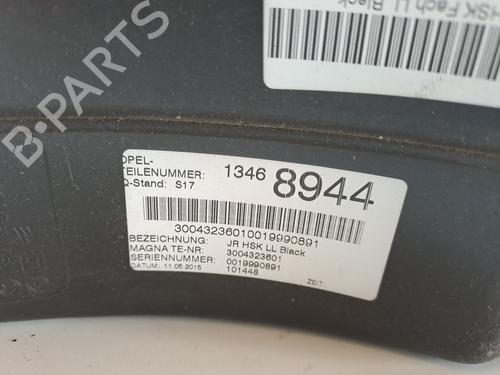 HSK Fach LL Black
B-PARTS
OPEL-
TEILENUMMER: 1346 8944
Q-Stand: S17
30043236010019990891
BEZEICHNUNG: JR HSK LL Black
MAGNA TE-NR: 3004323601
SERIENNUMMER: 0019990891
DATUM: 11.05.2015 101448 ZEIT: